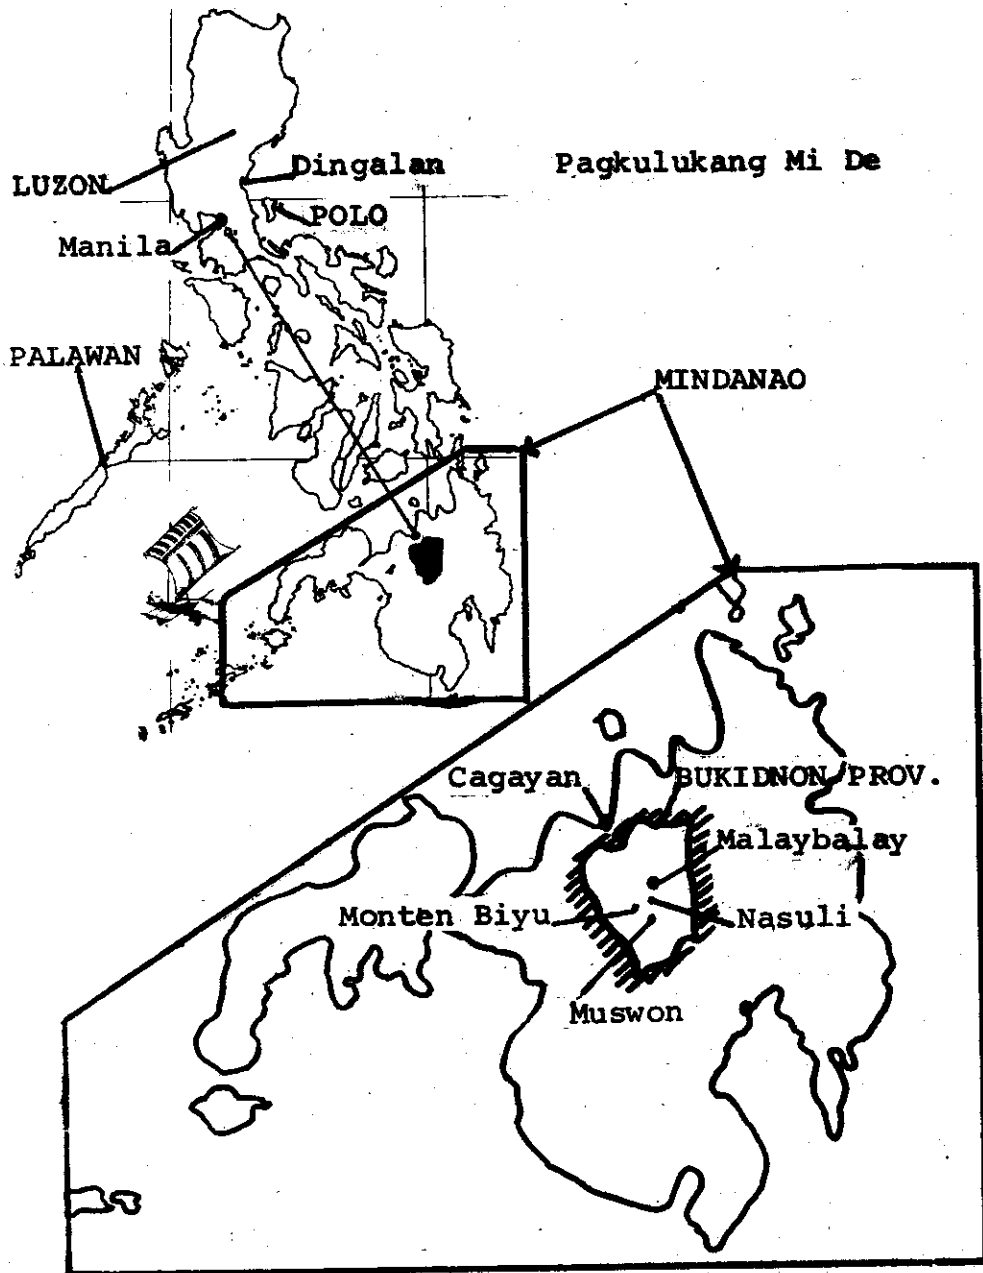 Pagkulukang Mi De
LUZON
Dingalan
POLO
Manila
PALAWAN
MINDANAO
Cagayan
BUKIDNON PROV.
Malaybalay
Monten Biyu
Nasuli
Muswon